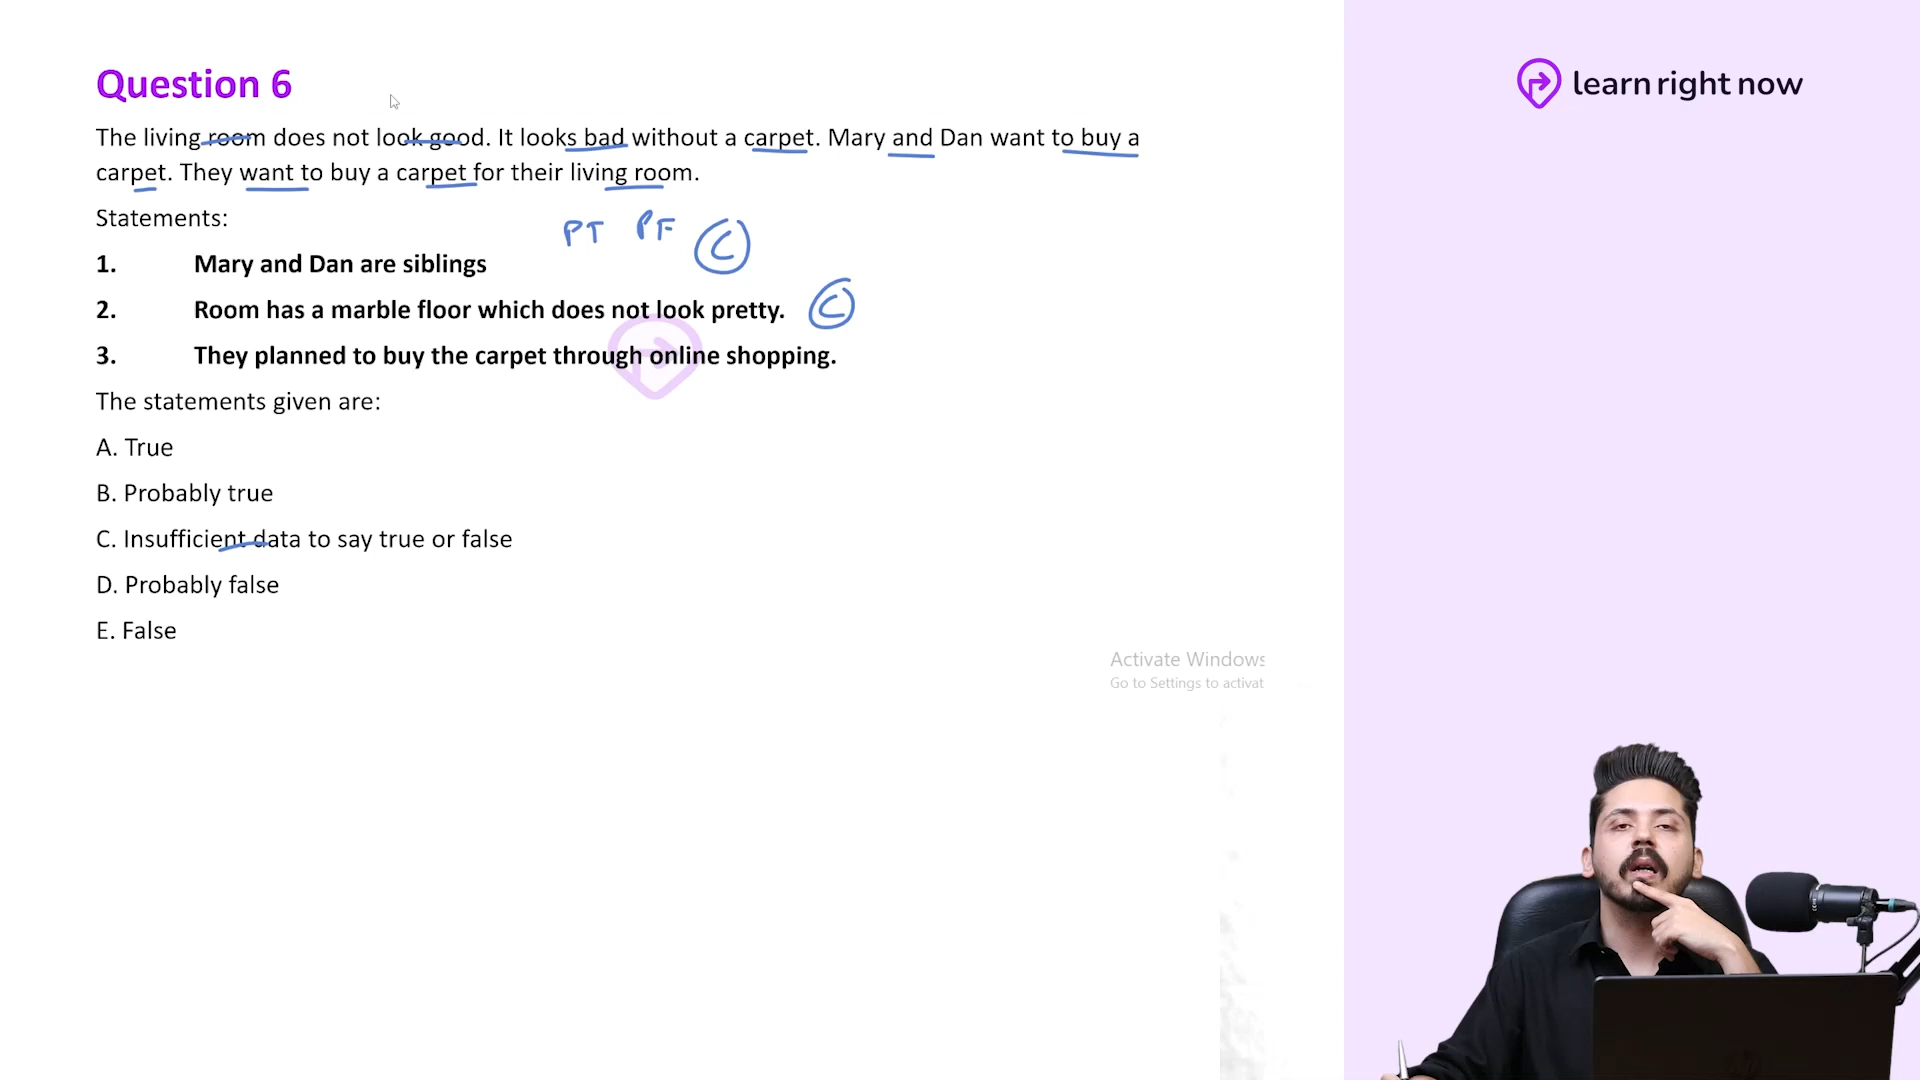 Question 6
learn right now
The living room does not look good. It looks bad without a carpet. Mary and Dan want to buy a
carpet. They want to buy a carpet for their living room.
Statements:
PT PF C
1. Mary and Dan are siblings
2. Room has a marble floor which does not look pretty. C
3. They planned to buy the carpet through online shopping.
The statements given are:
A. True
B. Probably true
C. Insufficient data to say true or false
D. Probably false
E. False
Activate Windows
Go to Settings to activat